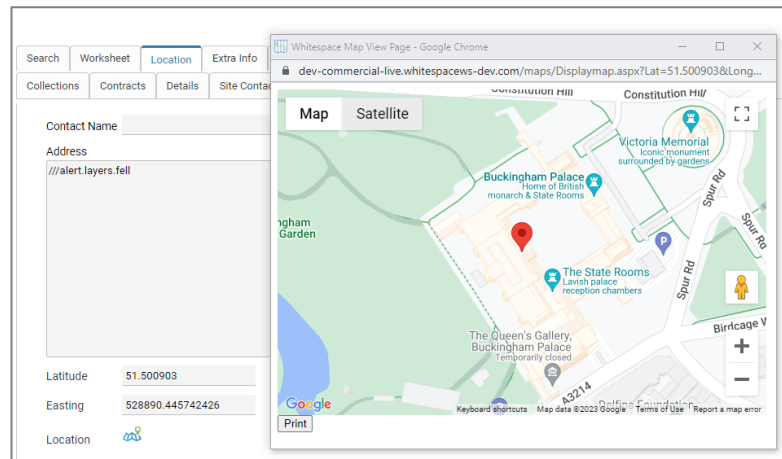 Search Worksheet Location Extra Info
Collections Contracts Details Site Contac
Contact Name
Address
///alert.layers.fell
Latitude 51.500903
Easting 528890.445742426
Location
Whitespace Map View Page - Google Chrome
dev-commercial-live.whitespacews-dev.com/maps/Displaymap.aspx?Lat=51.500903&Long...
Map Satellite
Constitution Hill
Constitution Hill
Victoria Memorial
Iconic monument
surrounded by gardens
Buckingham Palace
Home of British
monarch & State Rooms
Spur Rd
Spur Rd
ngham
Garden
P
The State Rooms
Lavish palace
reception chambers
Spur Rd
The Queen's Gallery,
Buckingham Palace
Temporarily closed
Birdcage W
+
−
A3214
Delfina Foundation
Google
Keyboard shortcuts Map data ©2023 Google Terms of Use Report a map error
Print